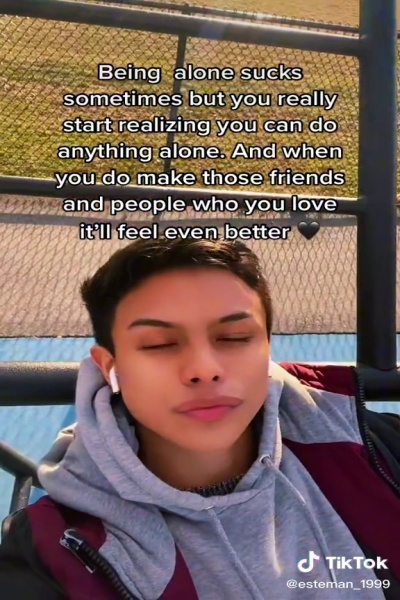 Being alone sucks
sometimes but you really
start realizing you can do
anything alone. And when
you do make those friends
and people who you love
it'll feel even better 🖤
TikTok
@esteman_1999